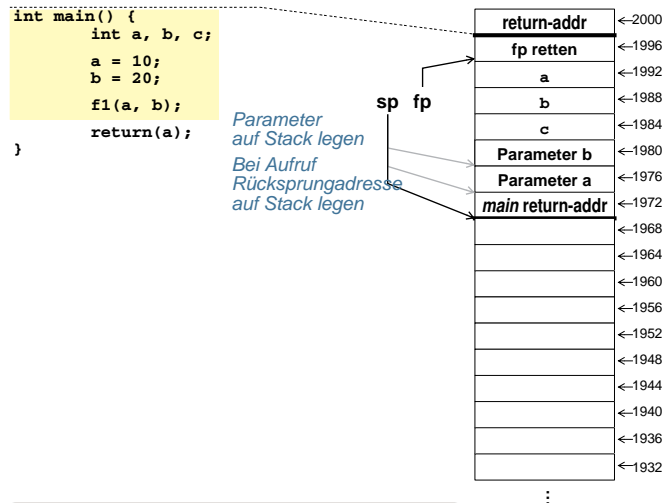 int main() {
int a, b, c;
a = 10;
b = 20;
f1(a, b);
return(a);
}
Parameter
auf Stack legen
Bei Aufruf
Rücksprungadresse
auf Stack legen
sp fp
return-addr
fp retten
a
b
c
Parameter b
Parameter a
main return-addr
2000
1996
1992
1988
1984
1980
1976
1972
1968
1964
1960
1956
1952
1948
1944
1940
1936
1932
⋮